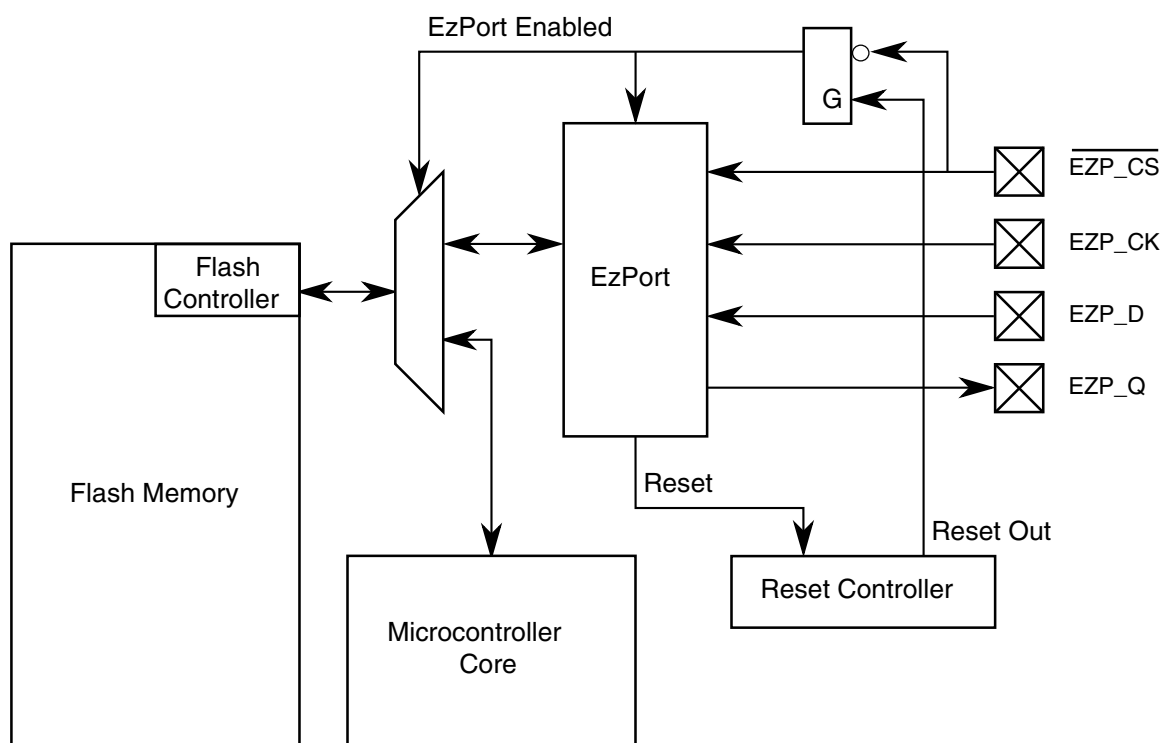 EzPort Enabled
G
EZP_CS
EZP_CK
EZP_D
EZP_Q
Flash
Controller
EzPort
Flash Memory
Reset
Reset Out
Reset Controller
Microcontroller
Core